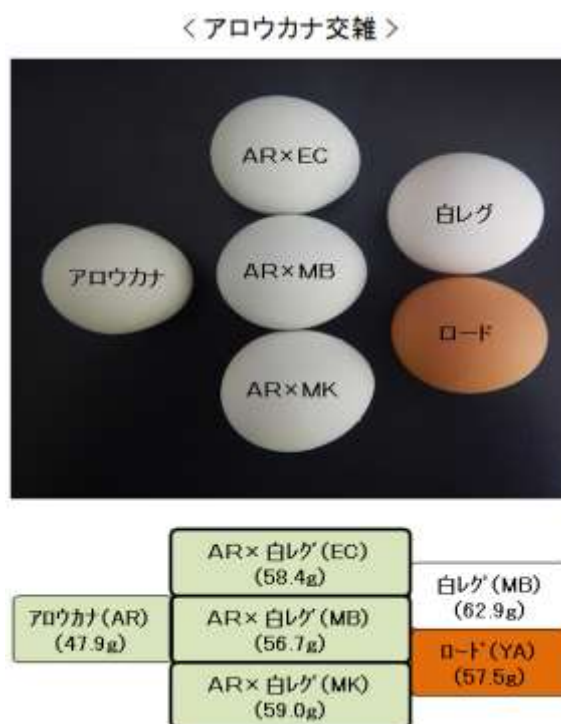 < アロウカナ交雑 >
AR×EC
白レグ
アロウカナ
AR×MB
ロード
AR×MK
AR× 白ﾚｸﾞ(EC)
(58.4g)
白ﾚｸﾞ(MB)
(62.9g)
ｱﾛｳｶﾅ(AR)
(47.9g)
AR× 白ﾚｸﾞ(MB)
(56.7g)
ﾛｰﾄﾞ(YA)
(57.5g)
AR× 白ﾚｸﾞ(MK)
(59.0g)